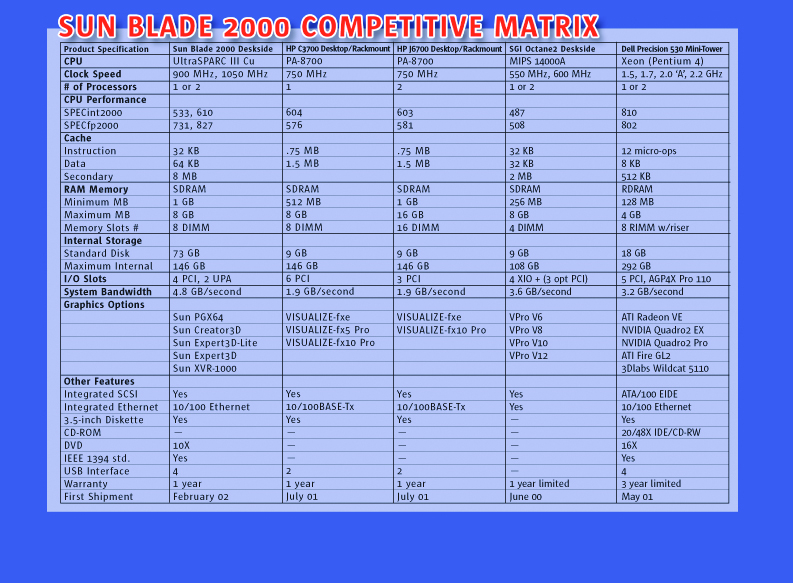 SUN BLADE 2000 COMPETITIVE MATRIX
Product Specification Sun Blade 2000 Deskside HP C3700 Desktop/Rackmount HP J6700 Desktop/Rackmount SGI Octane2 Deskside Dell Precision 530 Mini-Tower
CPU UltraSPARC III Cu PA-8700 PA-8700 MIPS 14000A Xeon (Pentium 4)
Clock Speed 900 MHz, 1050 MHz 750 MHz 750 MHz 550 MHz, 600 MHz 1.5, 1.7, 2.0 ‘A’, 2.2 GHz
# of Processors 1 or 2 1 2 1 or 2 1 or 2
CPU Performance
SPECint2000 533, 610 604 603 487 810
SPECfp2000 731, 827 576 581 508 802
Cache
Instruction 32 KB .75 MB .75 MB 32 KB 12 micro-ops
Data 64 KB 1.5 MB 1.5 MB 32 KB 8 KB
Secondary 8 MB 2 MB 512 KB
RAM Memory SDRAM SDRAM SDRAM SDRAM RDRAM
Minimum MB 1 GB 512 MB 1 GB 256 MB 128 MB
Maximum MB 8 GB 8 GB 16 GB 8 GB 4 GB
Memory Slots # 8 DIMM 8 DIMM 16 DIMM 4 DIMM 8 RIMM w/riser
Internal Storage
Standard Disk 73 GB 9 GB 9 GB 9 GB 18 GB
Maximum Internal 146 GB 146 GB 146 GB 108 GB 292 GB
I/O Slots 4 PCI, 2 UPA 6 PCI 3 PCI 4 XIO + (3 opt PCI) 5 PCI, AGP4X Pro 110
System Bandwidth 4.8 GB/second 1.9 GB/second 1.9 GB/second 3.6 GB/second 3.2 GB/second
Graphics Options
Sun PGX64 VISUALIZE-fxe VISUALIZE-fxe VPro V6 ATI Radeon VE
Sun Creator3D VISUALIZE-fx5 Pro VISUALIZE-fx10 Pro VPro V8 NVIDIA Quadro2 EX
Sun Expert3D-Lite VISUALIZE-fx10 Pro VPro V10 NVIDIA Quadro2 Pro
Sun Expert3D VPro V12 ATI Fire GL2
Sun XVR-1000 3Dlabs Wildcat 5110
Other Features
Integrated SCSI Yes Yes Yes Yes ATA/100 EIDE
Integrated Ethernet 10/100 Ethernet 10/100BASE-Tx 10/100BASE-Tx Yes 10/100 Ethernet
3.5-inch Diskette Yes Yes Yes — Yes
CD-ROM — — — — 20/48X IDE/CD-RW
DVD 10X — — — 16X
IEEE 1394 std. Yes — — — Yes
USB Interface 4 2 2 — 4
Warranty 1 year 1 year 1 year 1 year limited 3 year limited
First Shipment February 02 July 01 July 01 June 00 May 01